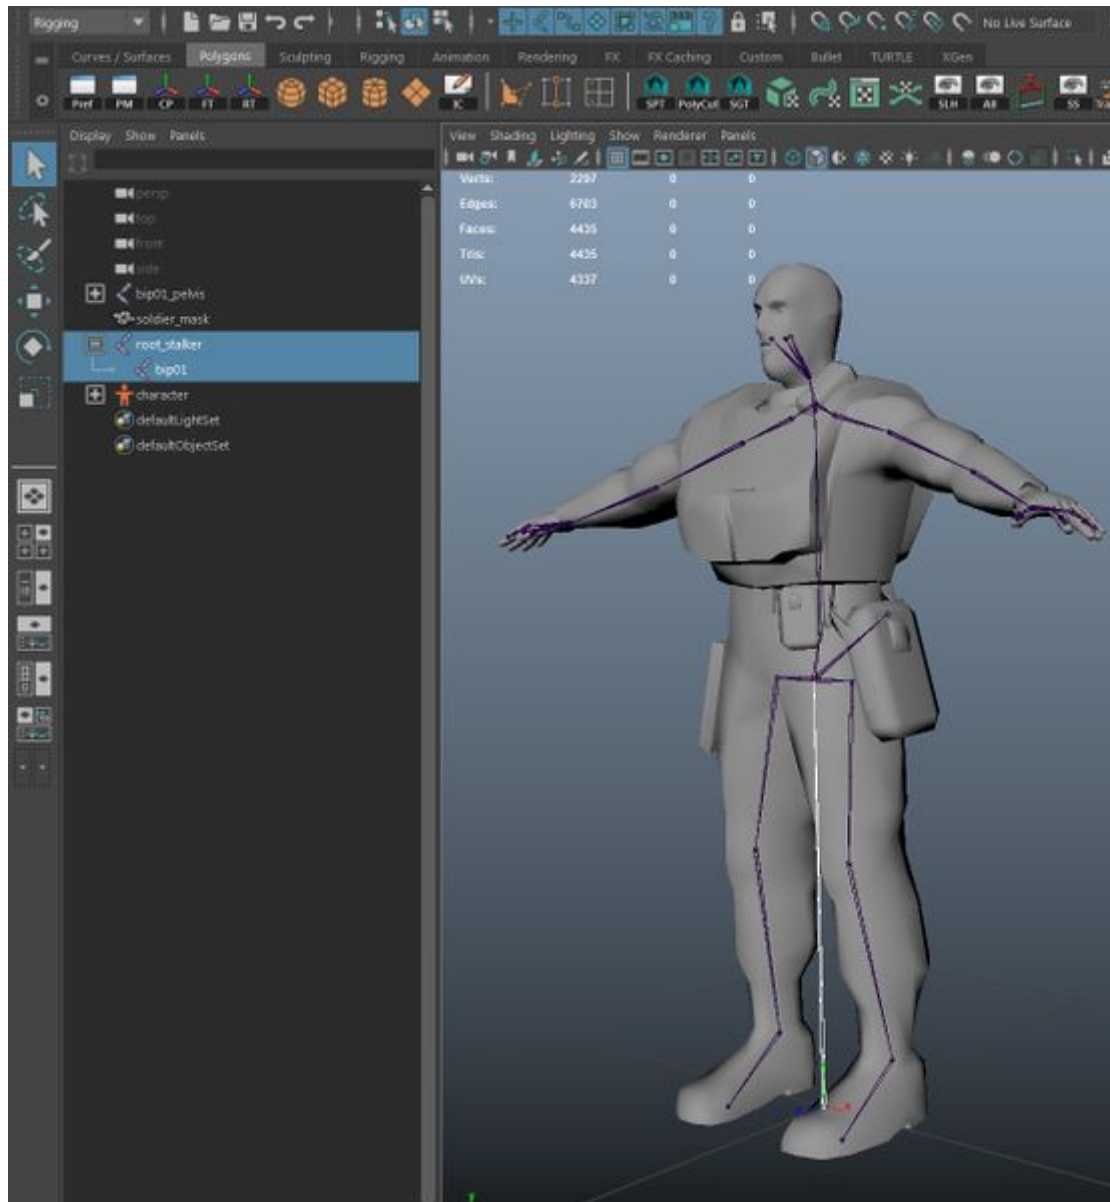 Rigging
No Live Surface
Curves / Surfaces Polygons Sculpting Rigging Animation Rendering FX FX Caching Custom Bullet TURTLE XGen
Pref PM CP FT RT IC SPT PolyCut SGT SLH AB SS
Display Show Panels
View Shading Lighting Show Renderer Panels
persp
top
front
side
bip01_pelvis
soldier_mask
root_stalker
bip01
character
defaultLightSet
defaultObjectSet
Verts: 2297 0 0
Edges: 6703 0 0
Faces: 4435 0 0
Tris: 4435 0 0
UVs: 4337 0 0